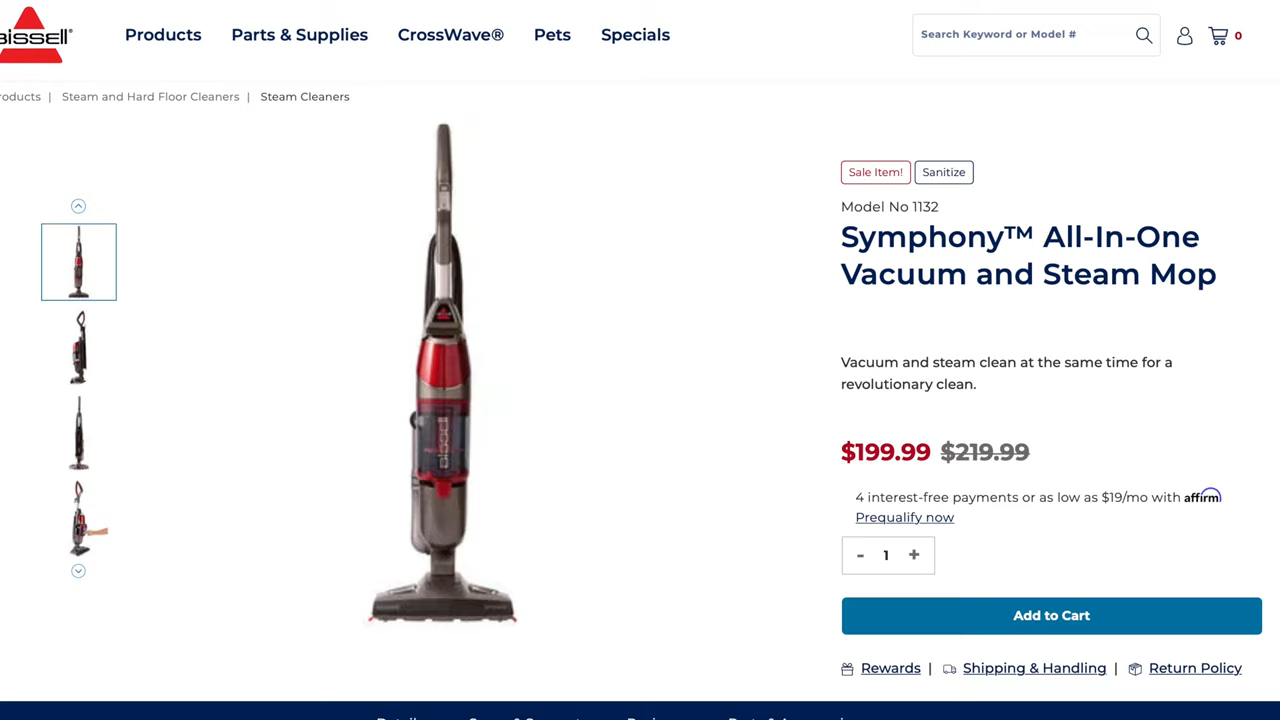 BISSELL®
Products
Parts & Supplies
CrossWave®
Pets
Specials
Search Keyword or Model #
0
roducts | Steam and Hard Floor Cleaners | Steam Cleaners
Sale Item!
Sanitize
Model No 1132
Symphony™ All-In-One
Vacuum and Steam Mop
Vacuum and steam clean at the same time for a
revolutionary clean.
$199.99 $219.99
4 interest-free payments or as low as $19/mo with affirm
Prequalify now
- 1 +
Add to Cart
Rewards | Shipping & Handling | Return Policy